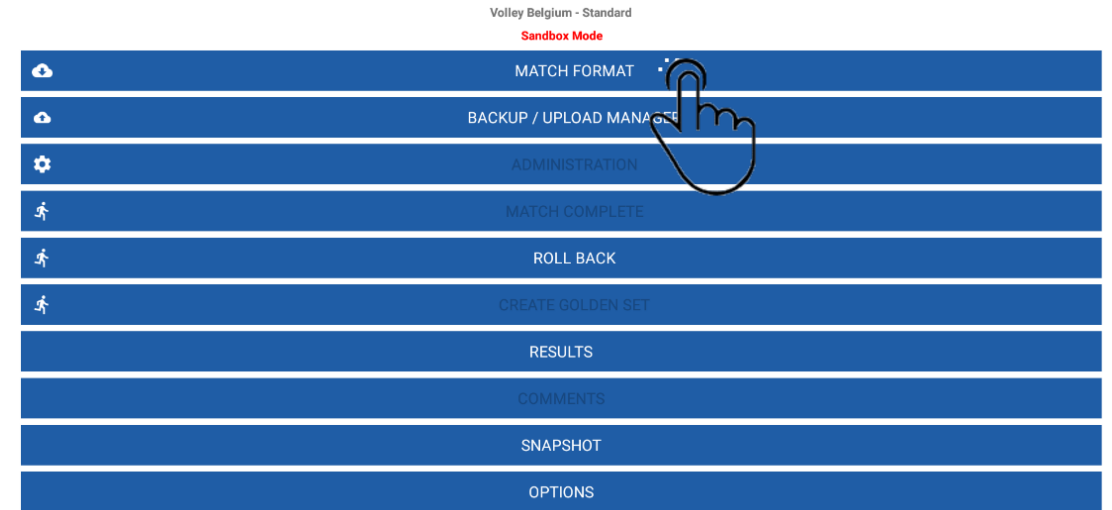 Volley Belgium - Standard
Sandbox Mode
MATCH FORMAT
BACKUP / UPLOAD MANAGER
ADMINISTRATION
MATCH COMPLETE
ROLL BACK
CREATE GOLDEN SET
RESULTS
COMMENTS
SNAPSHOT
OPTIONS